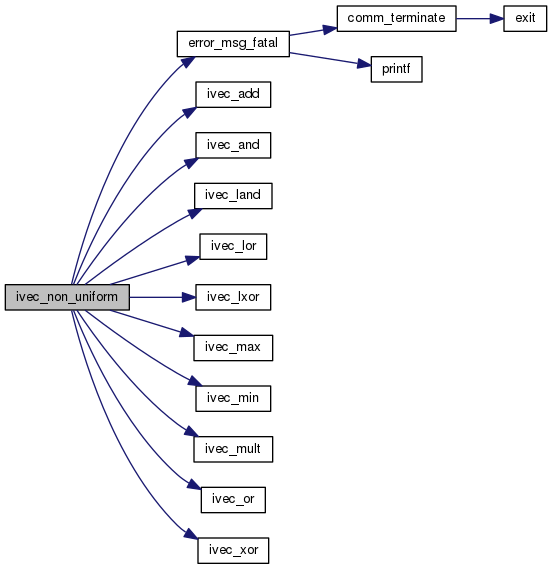 comm_terminate
exit
error_msg_fatal
printf
ivec_add
ivec_and
ivec_land
ivec_lor
ivec_non_uniform
ivec_lxor
ivec_max
ivec_min
ivec_mult
ivec_or
ivec_xor